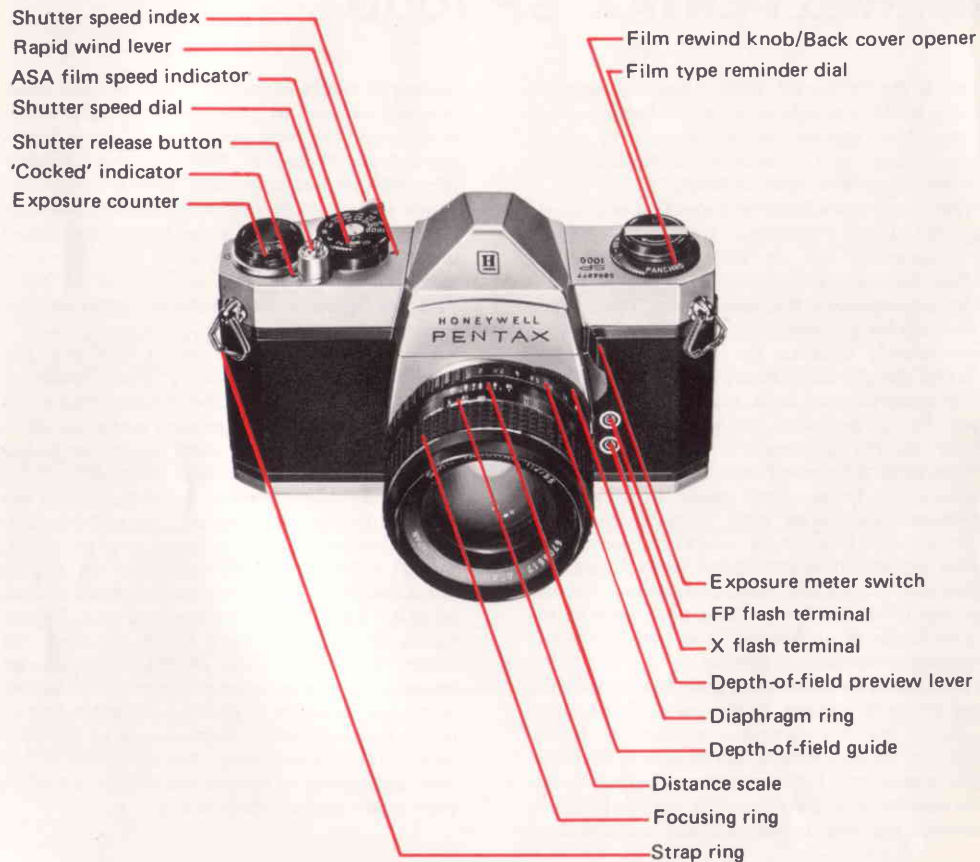 Shutter speed index
Rapid wind lever
ASA film speed indicator
Shutter speed dial
Shutter release button
'Cocked' indicator
Exposure counter
Film rewind knob/Back cover opener
Film type reminder dial
PANCHRO
SP
1000
H
HONEYWELL
PENTAX
Exposure meter switch
FP flash terminal
X flash terminal
Depth-of-field preview lever
Diaphragm ring
Depth-of-field guide
Distance scale
Focusing ring
Strap ring